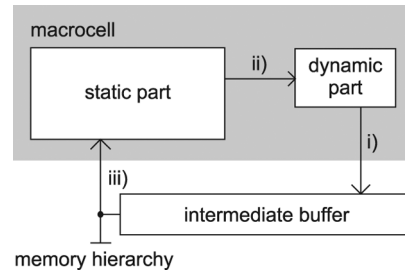 macrocell
static part
ii)
dynamic
part
i)
iii)
intermediate buffer
memory hierarchy